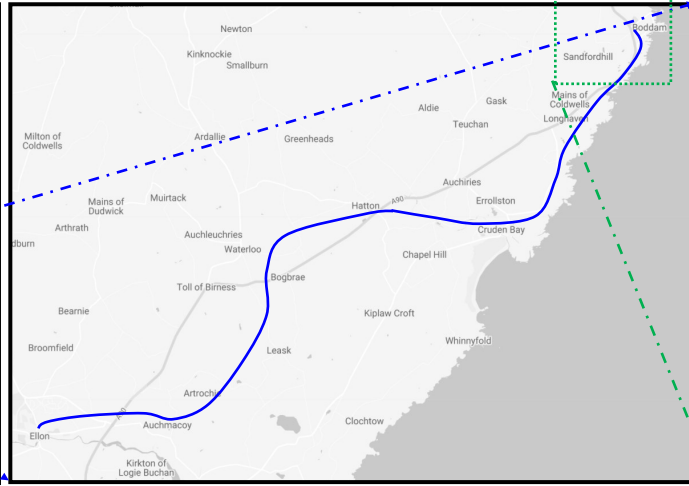 Newton
Boddam
Kinknockie
Sandfordhill
Smallburn
Mains of
Coldwells
Gask
Aldie
Longhaven
Teuchan
Milton of
Coldwells
Ardallie
Greenheads
Auchiries
Muirtack
Mains of
Dudwick
A90
Errollston
Hatton
Arthrath
Cruden Bay
Auchleuchries
dburn
Waterloo
Chapel Hill
Bogbrae
Toll of Birness
Bearnie
Kiplaw Croft
Whinnyfold
Broomfield
Leask
Artrochie
A90
Clochtow
Auchmacoy
Ellon
Kirkton of
Logie Buchan